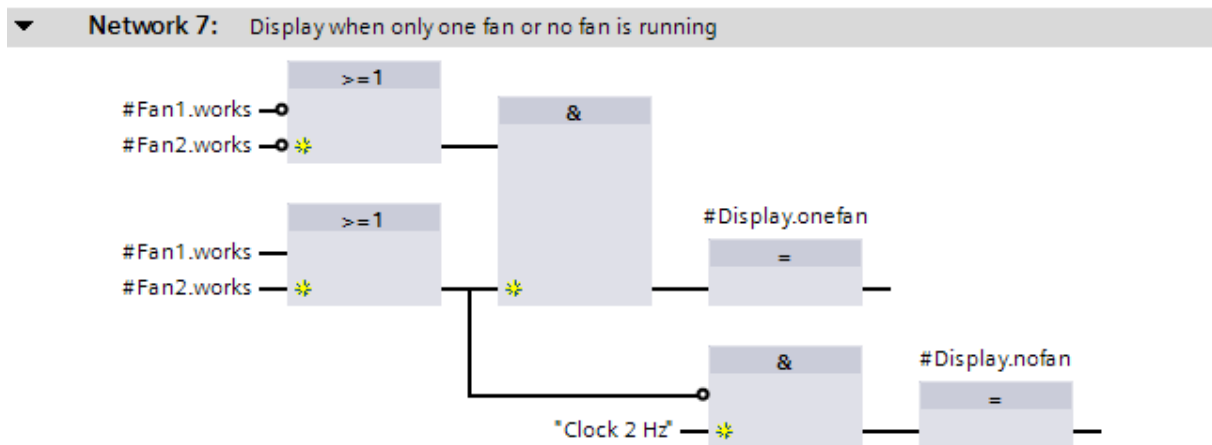 Network 7: Display when only one fan or no fan is running
>=1
#Fan1.works
#Fan2.works
&
>=1
#Fan1.works
#Fan2.works
#Display.onefan
=
&
"Clock 2 Hz"
#Display.nofan
=